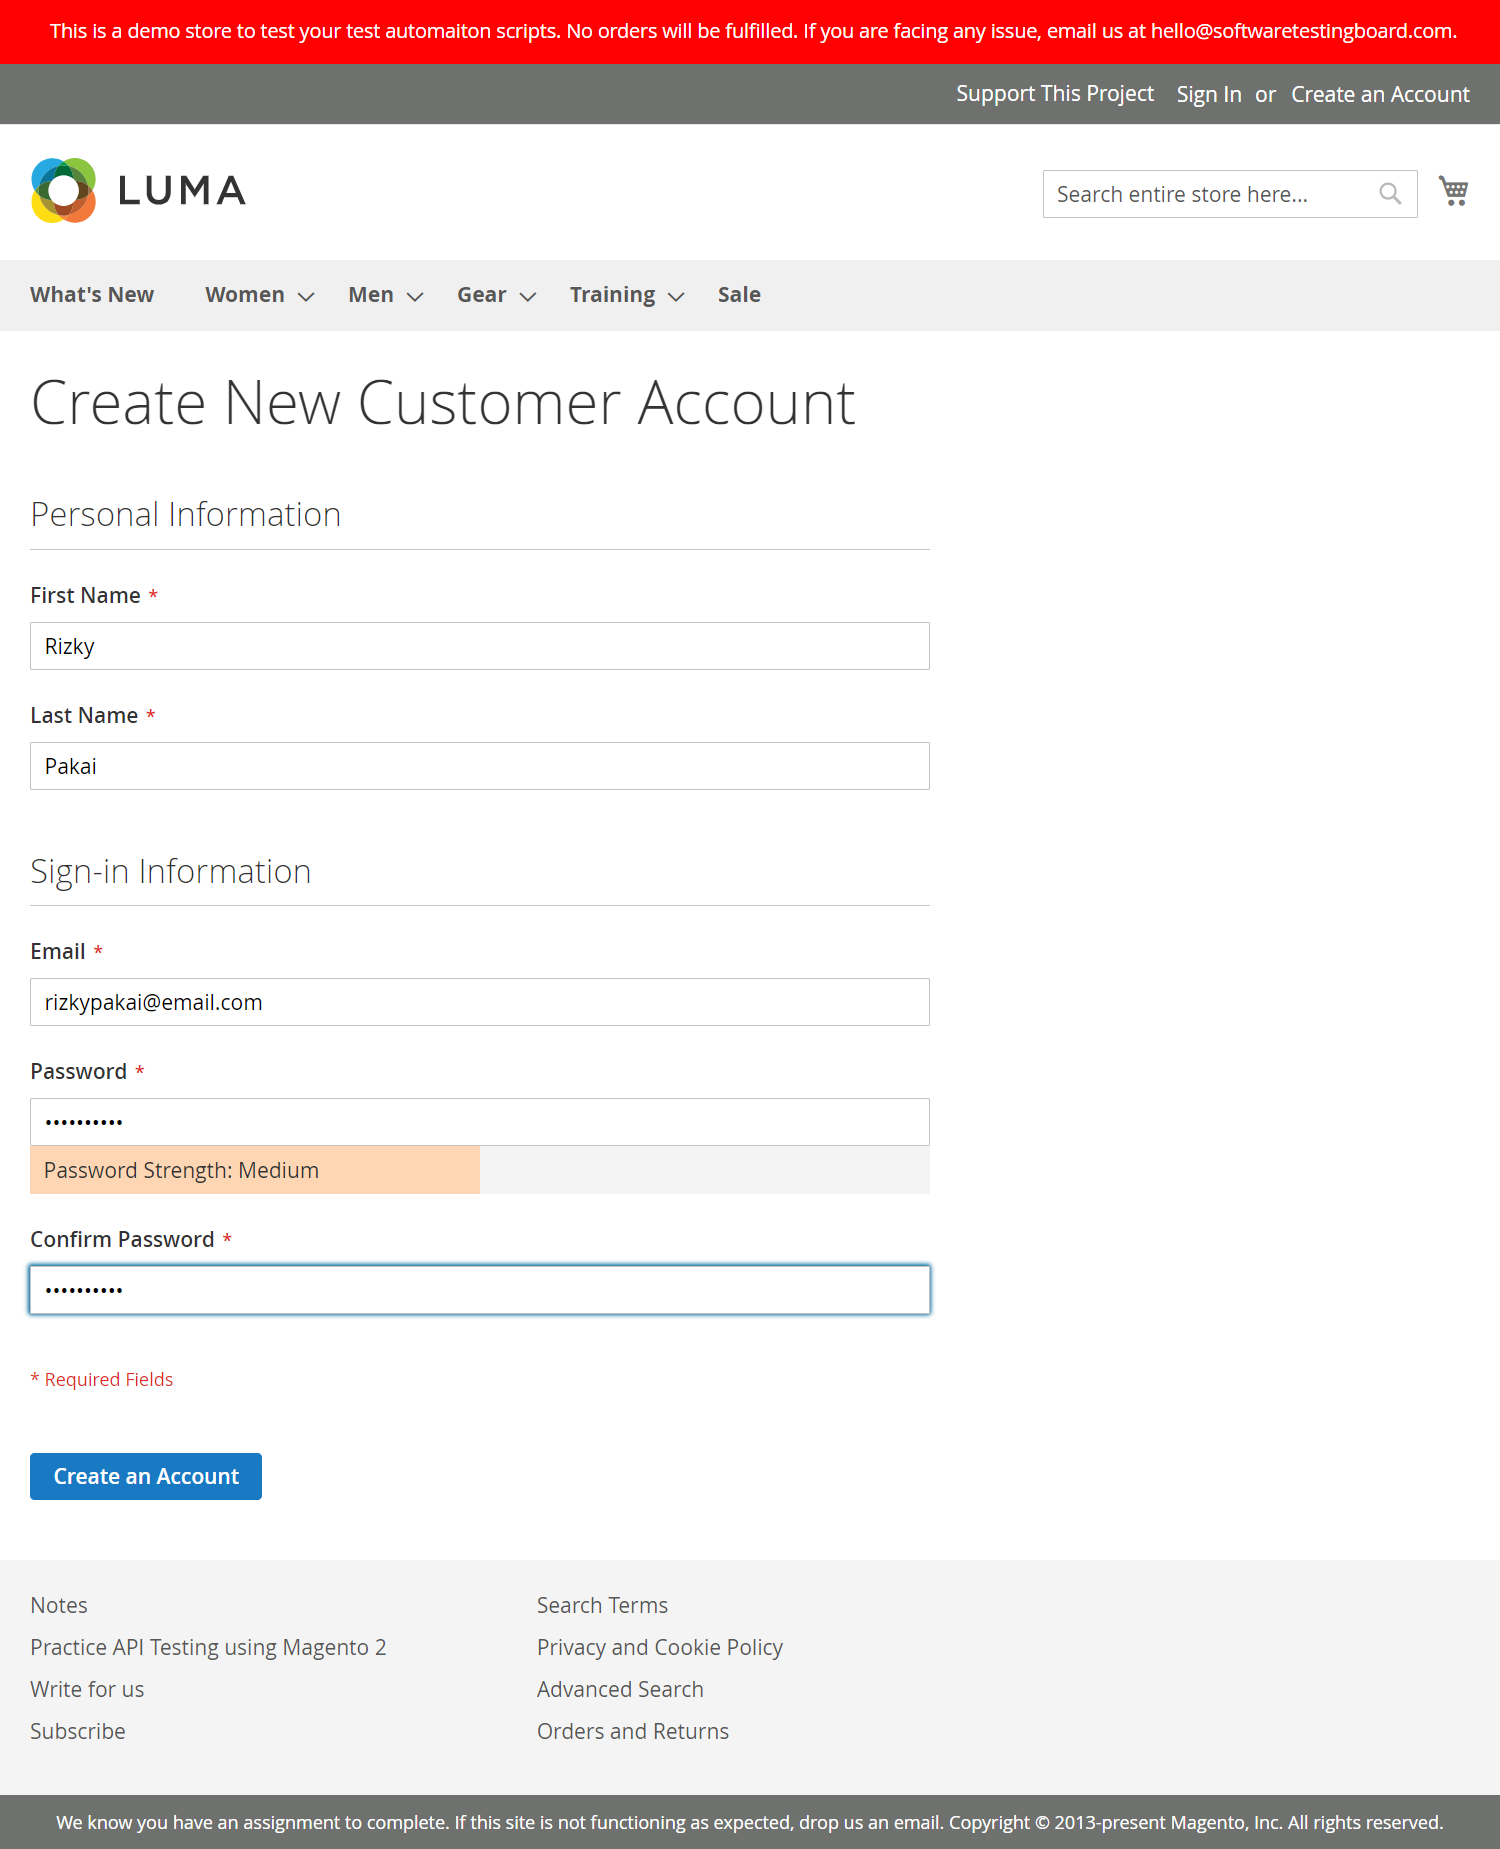 This is a demo store to test your test automaiton scripts. No orders will be fulfilled. If you are facing any issue, email us at hello@softwaretestingboard.com.
Support This Project Sign In or Create an Account
LUMA
Search entire store here...
What's New Women Men Gear Training Sale
Create New Customer Account
Personal Information
First Name *
Rizky
Last Name *
Pakai
Sign-in Information
Email *
rizkypakai@email.com
Password *
••••••••••
Password Strength: Medium
Confirm Password *
••••••••••
* Required Fields
Create an Account
Notes
Practice API Testing using Magento 2
Write for us
Subscribe
Search Terms
Privacy and Cookie Policy
Advanced Search
Orders and Returns
We know you have an assignment to complete. If this site is not functioning as expected, drop us an email. Copyright © 2013-present Magento, Inc. All rights reserved.